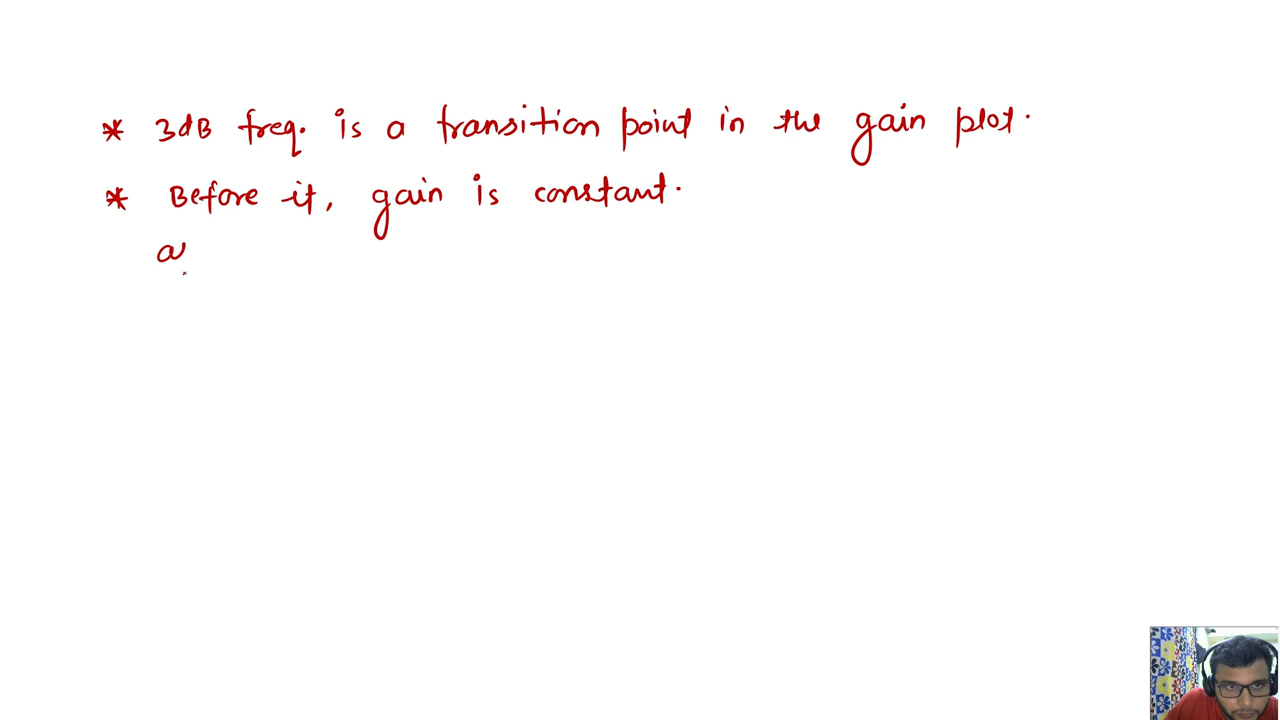 * 3dB freq. is a transition point in the gain plot.
* Before it, gain is constant.
a